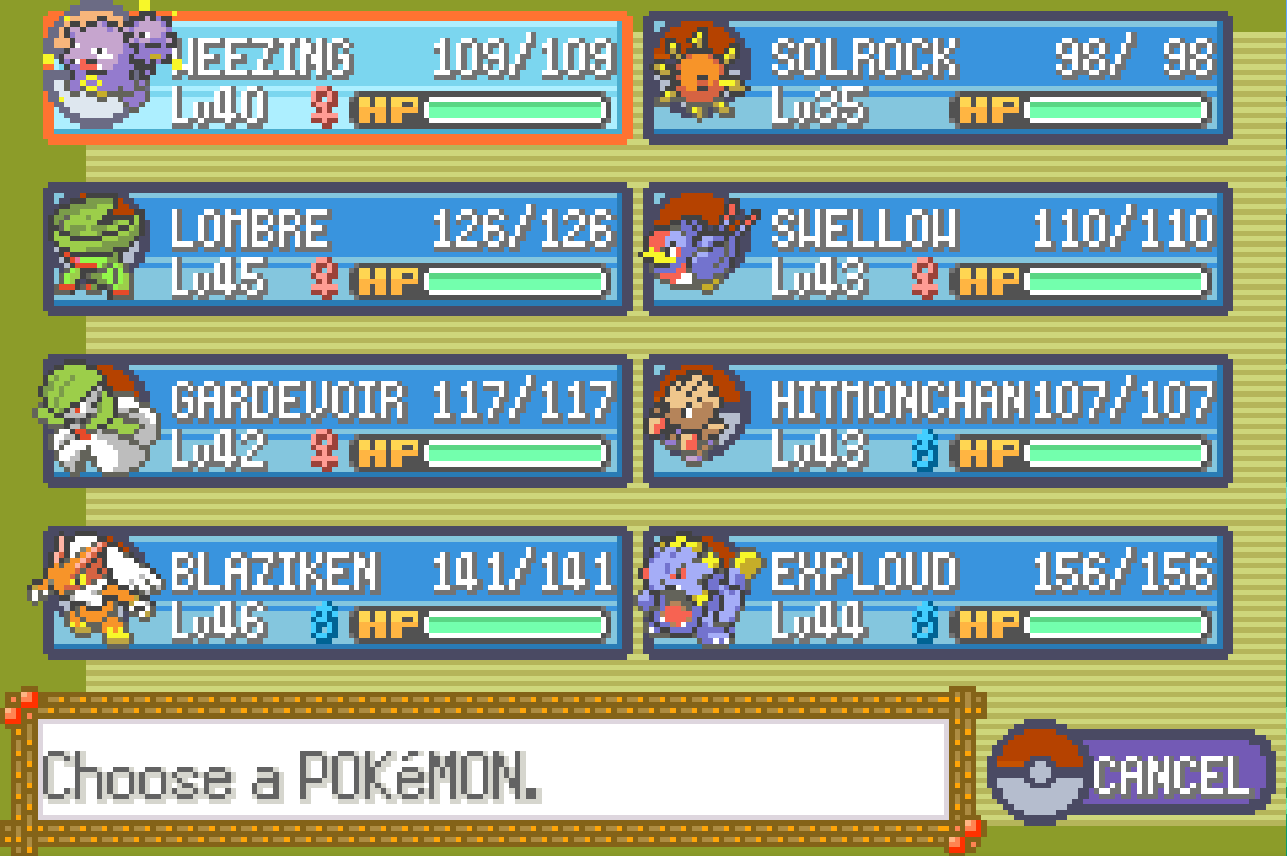 WEEZING 109/109
Lv40 ♀ HP
SOLROCK 98/ 98
Lv35 HP
LOMBRE 126/126
Lv45 ♀ HP
SWELLOW 110/110
Lv43 ♀ HP
GARDEVOIR 117/117
Lv42 ♀ HP
HITMONCHAN 107/107
Lv43 ♂ HP
BLAZIKEN 141/141
Lv46 ♂ HP
EXPLOUD 156/156
Lv44 ♂ HP
Choose a POKéMON.
CANCEL